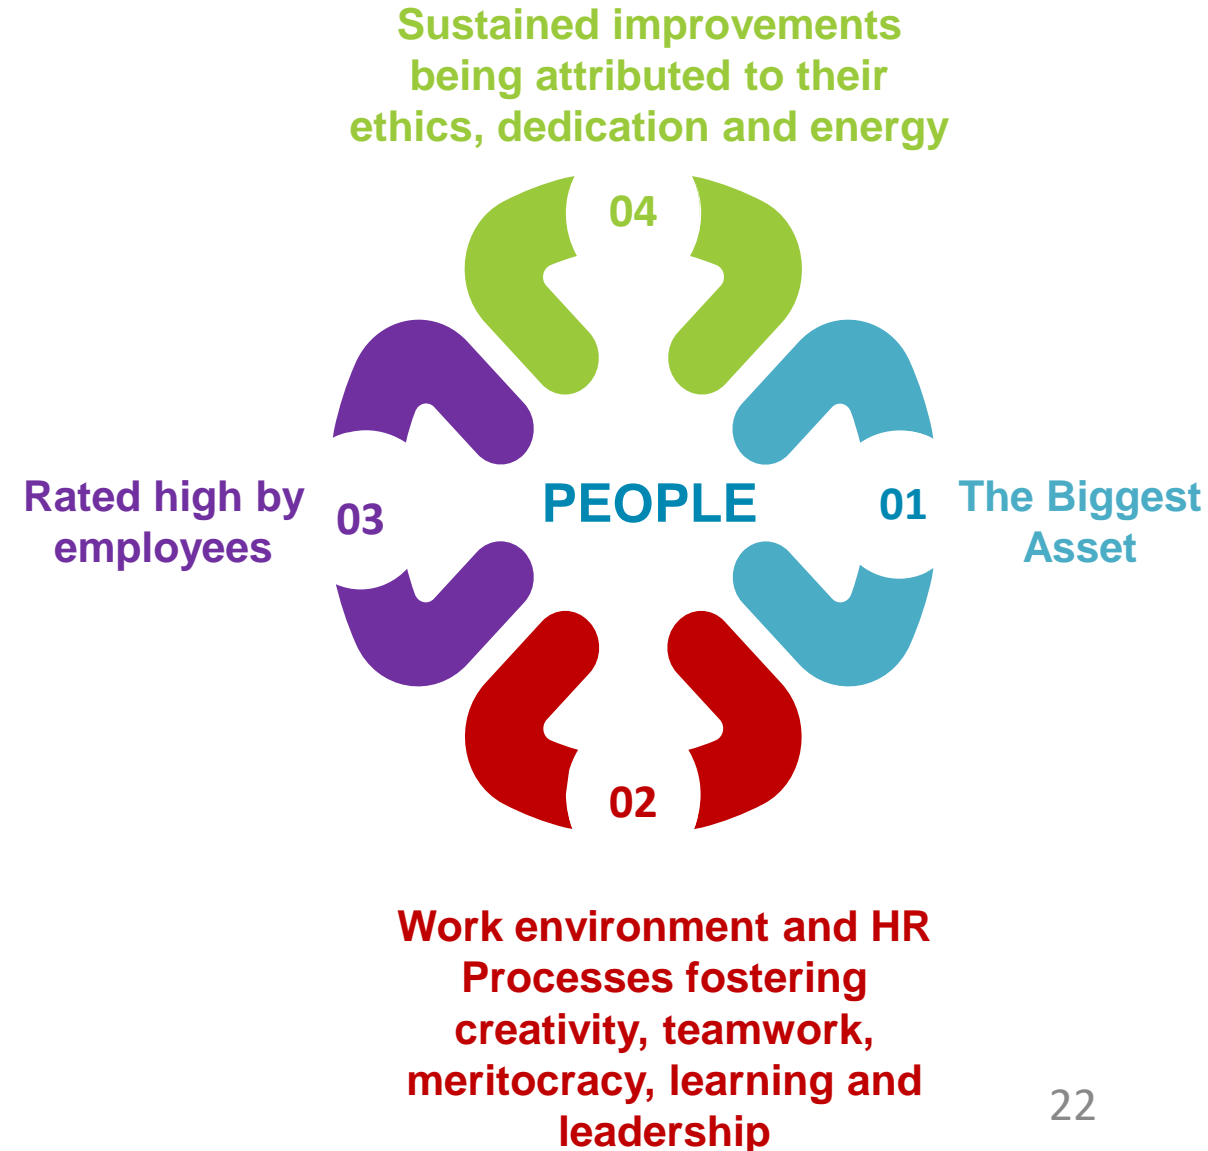 Sustained improvements
being attributed to their
ethics, dedication and energy
04
Rated high by
employees
03
PEOPLE
01
The Biggest
Asset
02
Work environment and HR
Processes fostering
creativity, teamwork,
meritocracy, learning and
leadership
22